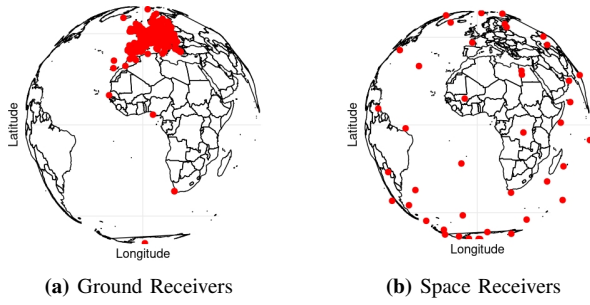 Latitude
Longitude
(a) Ground Receivers
Latitude
Longitude
(b) Space Receivers